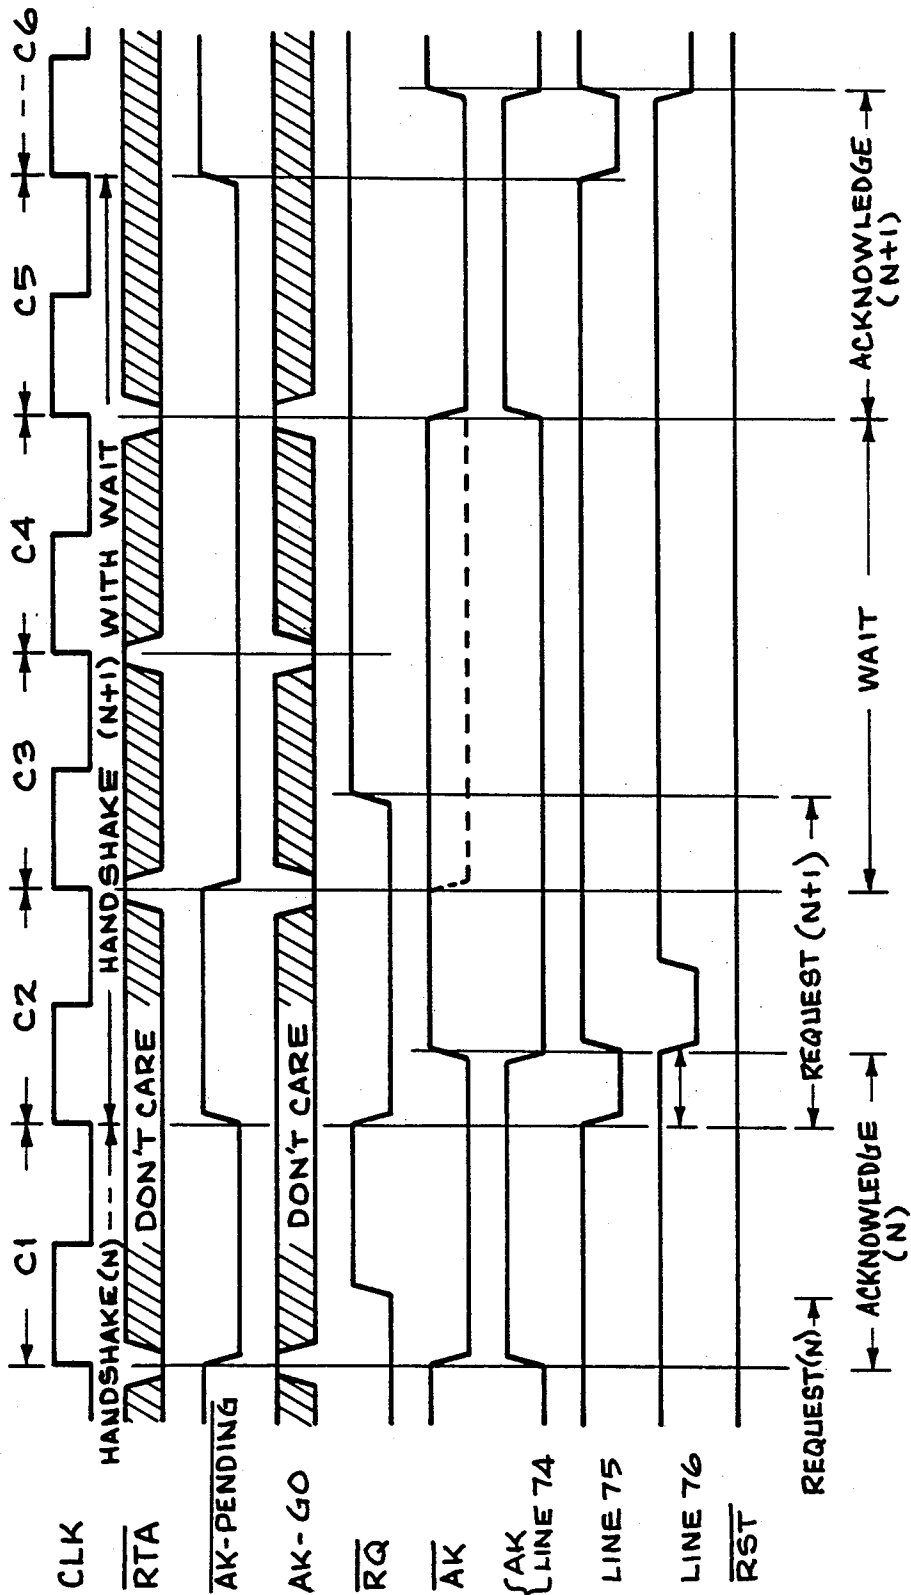 C1 C2 C3 C4 C5 C6
CLK
HANDSHAKE(N) HANDSHAKE (N+1) WITH WAIT
RTA
DON'T CARE
AK-PENDING
AK-GO
DON'T CARE
RQ
AK
{AK
LINE 74
LINE 75
LINE 76
RST
REQUEST(N) REQUEST(N+1)
ACKNOWLEDGE
(N)
WAIT
ACKNOWLEDGE
(N+1)